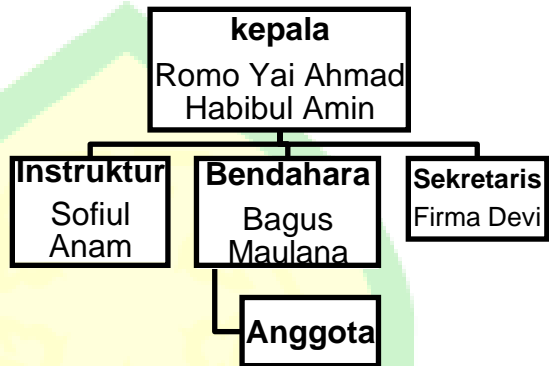 kepala
Romo Yai Ahmad
Habibul Amin
Instruktur
Sofiul
Anam
Bendahara
Bagus
Maulana
Sekretaris
Firma Devi
Anggota